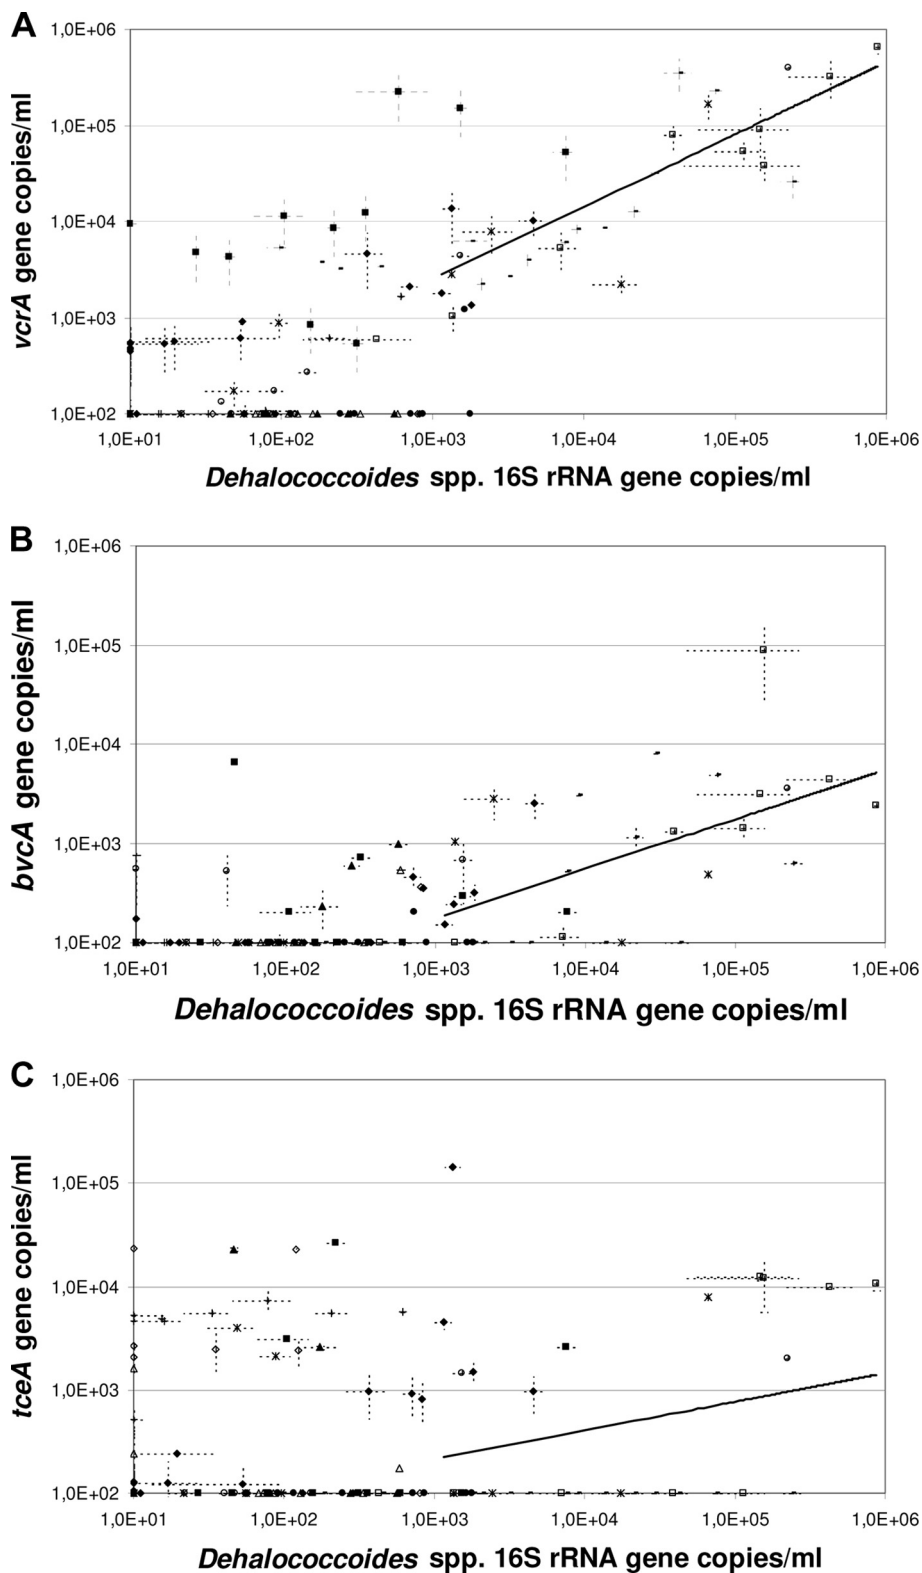 A
1,0E+06
1,0E+05
1,0E+04
1,0E+03
1,0E+02
vcrA gene copies/ml
1,0E+01 1,0E+02 1,0E+03 1,0E+04 1,0E+05 1,0E+06
Dehalococcoides spp. 16S rRNA gene copies/ml
B
1,0E+06
1,0E+05
1,0E+04
1,0E+03
1,0E+02
bvcA gene copies/ml
1,0E+01 1,0E+02 1,0E+03 1,0E+04 1,0E+05 1,0E+06
Dehalococcoides spp. 16S rRNA gene copies/ml
C
1,0E+06
1,0E+05
1,0E+04
1,0E+03
1,0E+02
tceA gene copies/ml
1,0E+01 1,0E+02 1,0E+03 1,0E+04 1,0E+05 1,0E+06
Dehalococcoides spp. 16S rRNA gene copies/ml